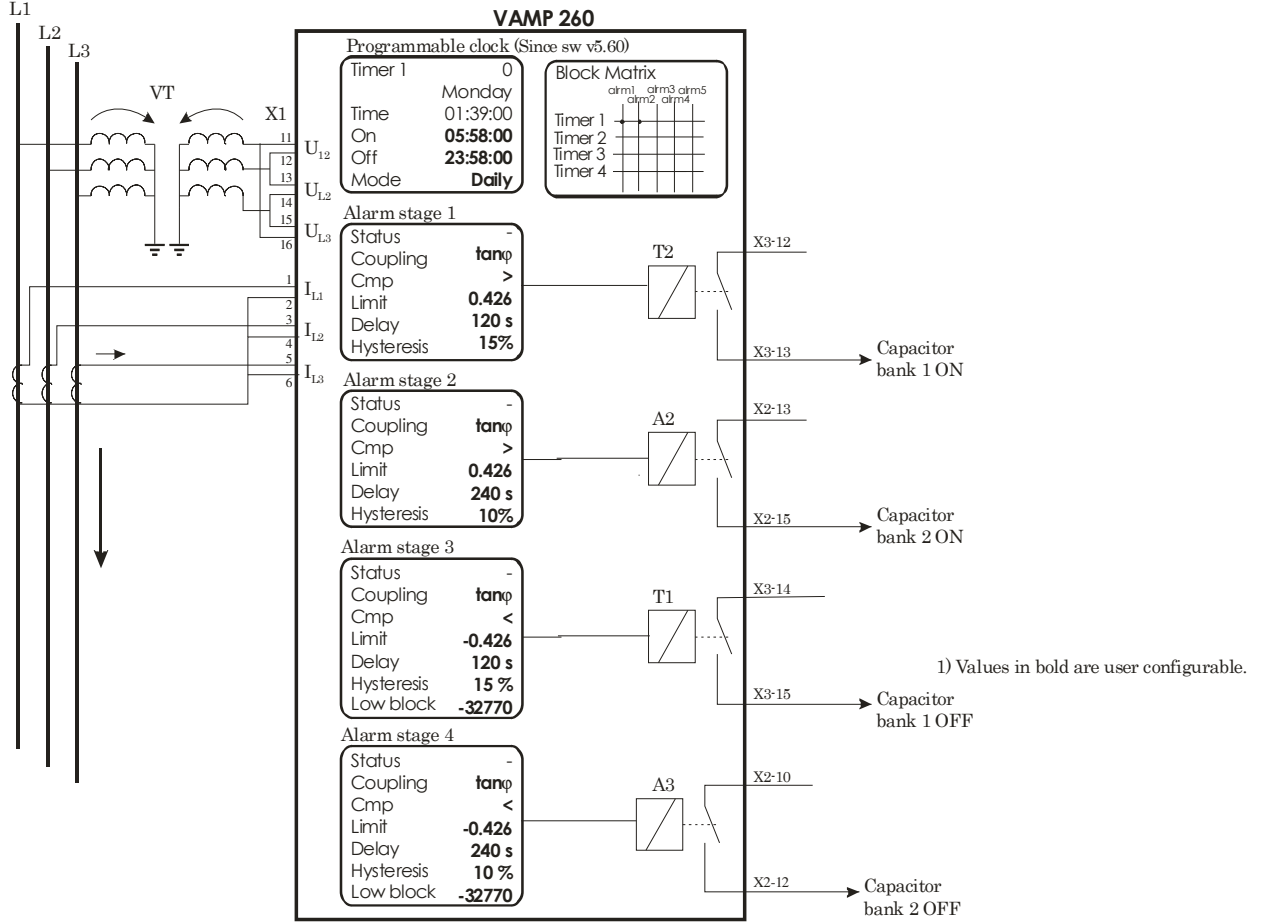 L1
L2
L3
VT
X1
VAMP 260
Programmable clock (Since sw v5.60)
Timer 1 0
Monday
Time 01:39:00
On 05:58:00
Off 23:58:00
Mode Daily
Block Matrix
alrm1 alrm3 alrm5
alrm2 alrm4
Timer 1
Timer 2
Timer 3
Timer 4
11
12
13
14
15
16
U12
UL2
UL3
1
2
3
4
5
6
IL1
IL2
IL3
Alarm stage 1
Status -
Coupling tanφ
Cmp >
Limit 0.426
Delay 120 s
Hysteresis 15%
T2
X3-12
X3-13
Capacitor
bank 1 ON
Alarm stage 2
Status -
Coupling tanφ
Cmp >
Limit 0.426
Delay 240 s
Hysteresis 10%
A2
X2-13
X2-15
Capacitor
bank 2 ON
Alarm stage 3
Status -
Coupling tanφ
Cmp <
Limit -0.426
Delay 120 s
Hysteresis 15 %
Low block -32770
T1
X3-14
X3-15
Capacitor
bank 1 OFF
1) Values in bold are user configurable.
Alarm stage 4
Status -
Coupling tanφ
Cmp <
Limit -0.426
Delay 240 s
Hysteresis 10 %
Low block -32770
A3
X2-10
X2-12
Capacitor
bank 2 OFF